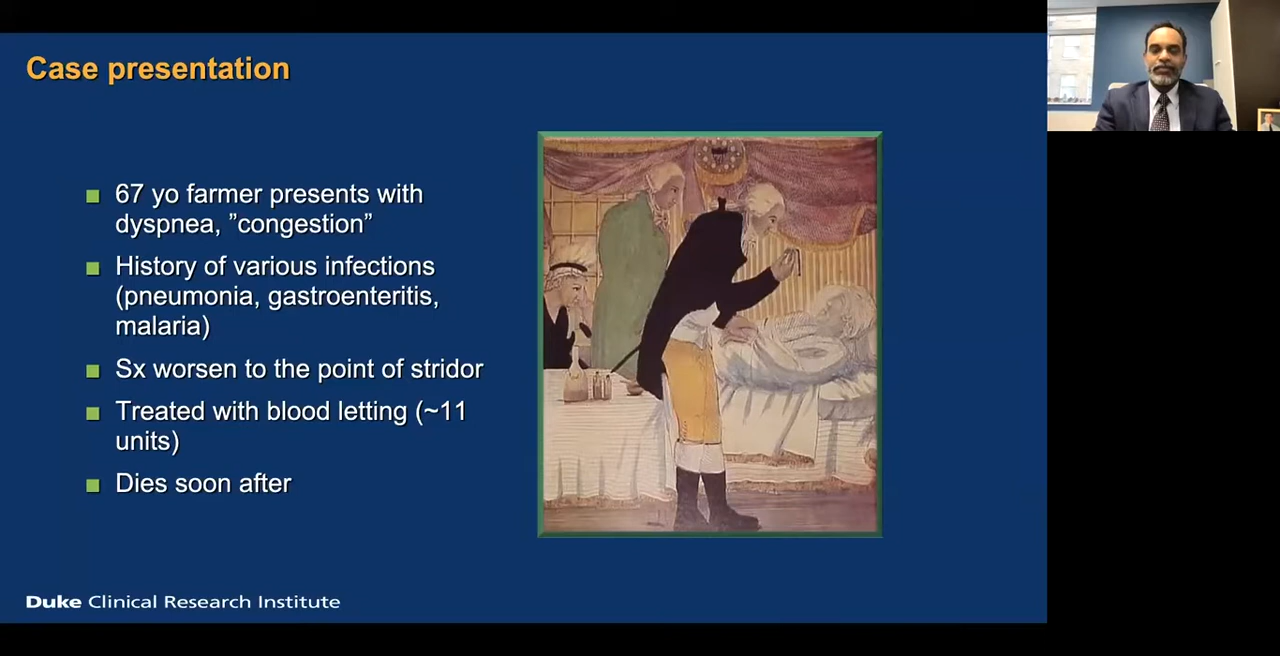 Case presentation
67 yo farmer presents with
dyspnea, ”congestion”
History of various infections
(pneumonia, gastroenteritis,
malaria)
Sx worsen to the point of stridor
Treated with blood letting (~11
units)
Dies soon after
Duke Clinical Research Institute